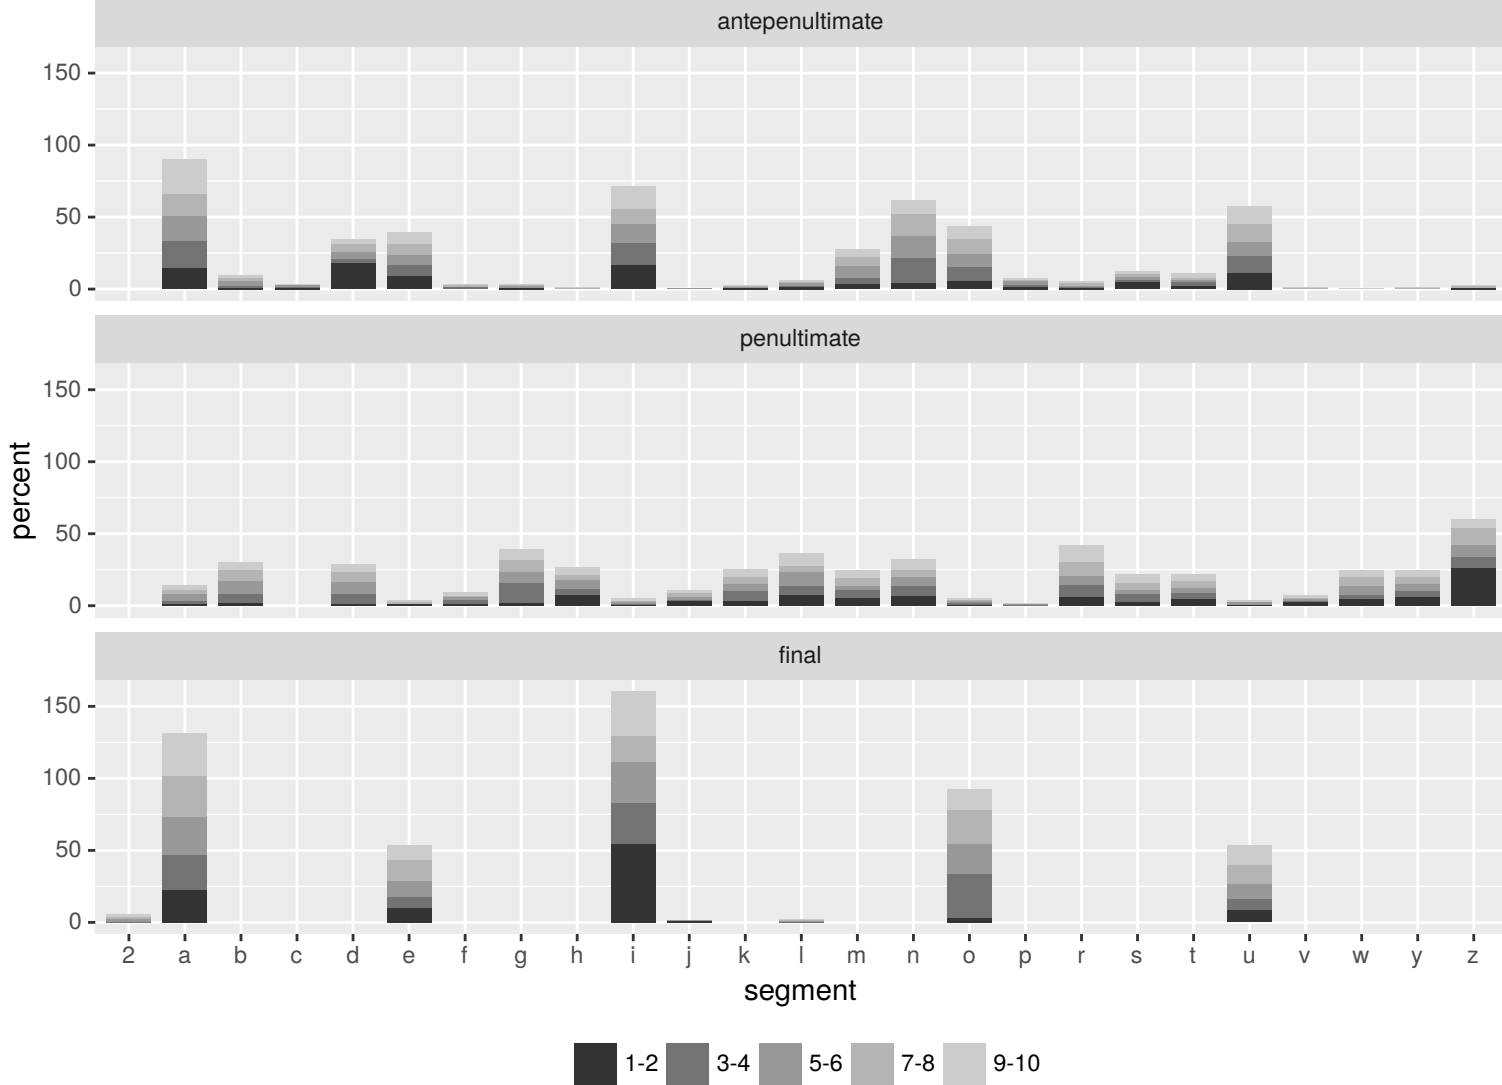 antepenultimate
150
100
50
0
penultimate
150
100
50
0
percent
final
150
100
50
0
2 a b c d e f g h i j k l m n o p r s t u v w y z
segment
1-2 3-4 5-6 7-8 9-10